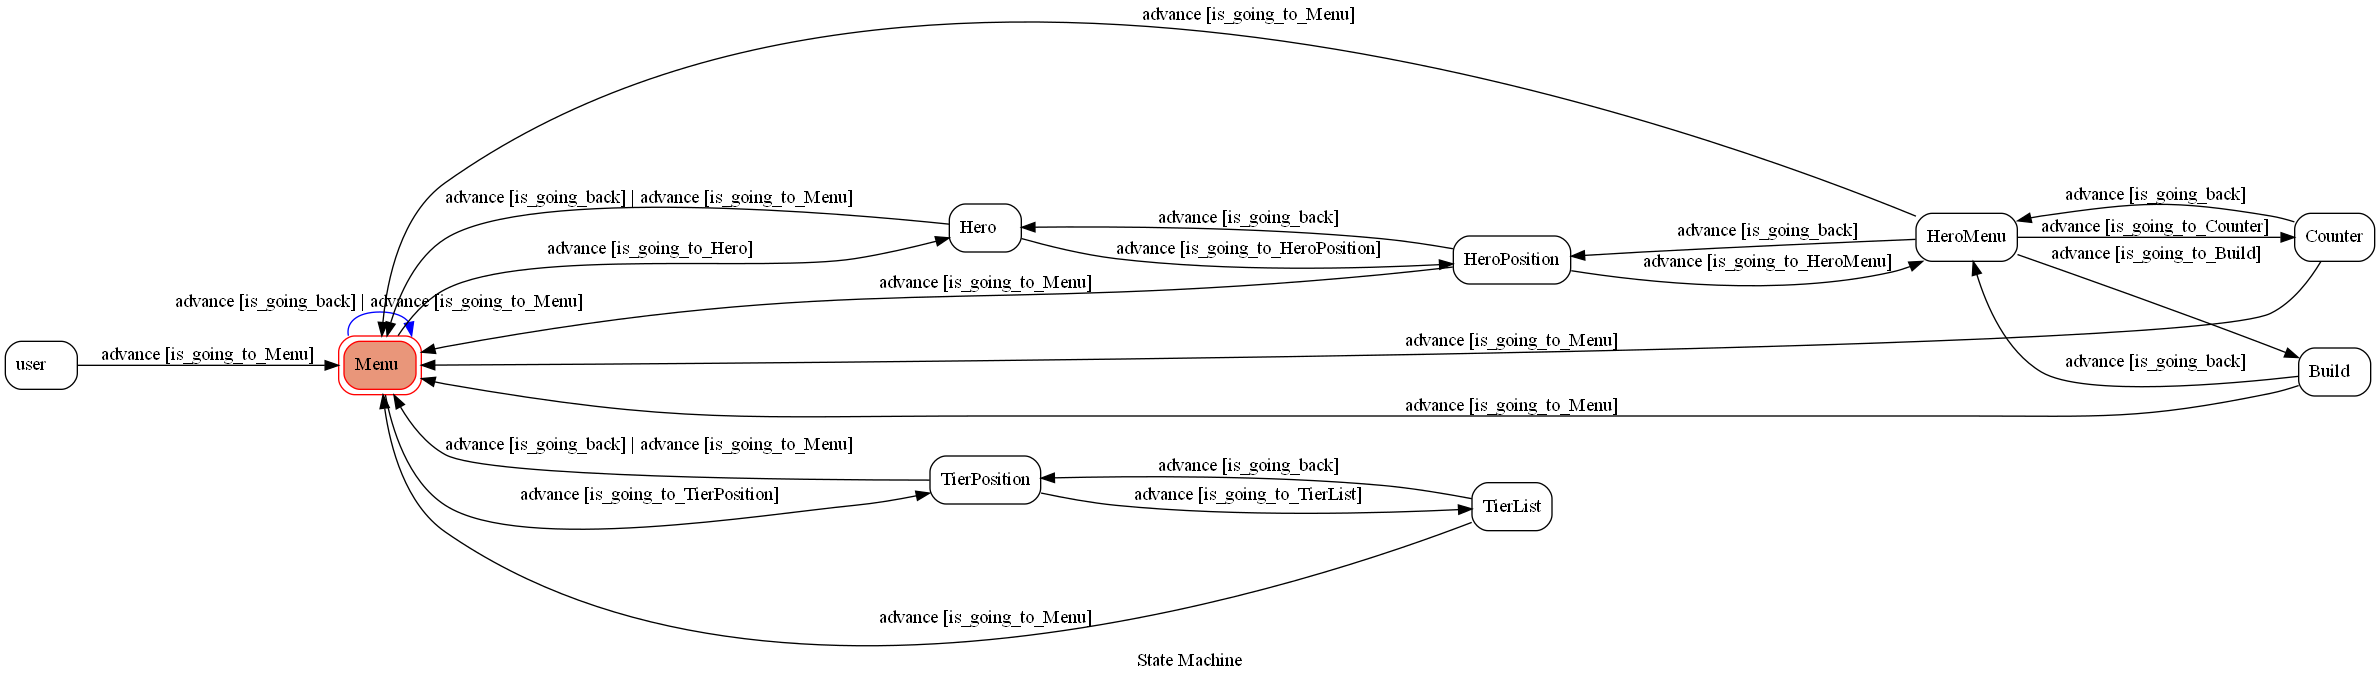 advance [is_going_to_Menu]
advance [is_going_back] | advance [is_going_to_Menu]
advance [is_going_to_Hero]
Hero
advance [is_going_back]
advance [is_going_to_HeroPosition]
HeroPosition
advance [is_going_back]
advance [is_going_to_HeroMenu]
HeroMenu
advance [is_going_back]
advance [is_going_to_Counter]
advance [is_going_to_Build]
Counter
advance [is_going_to_Menu]
advance [is_going_back] | advance [is_going_to_Menu]
user
advance [is_going_to_Menu]
Menu
advance [is_going_to_Menu]
advance [is_going_back]
Build
advance [is_going_to_Menu]
advance [is_going_back] | advance [is_going_to_Menu]
advance [is_going_to_TierPosition]
TierPosition
advance [is_going_back]
advance [is_going_to_TierList]
TierList
advance [is_going_to_Menu]
State Machine